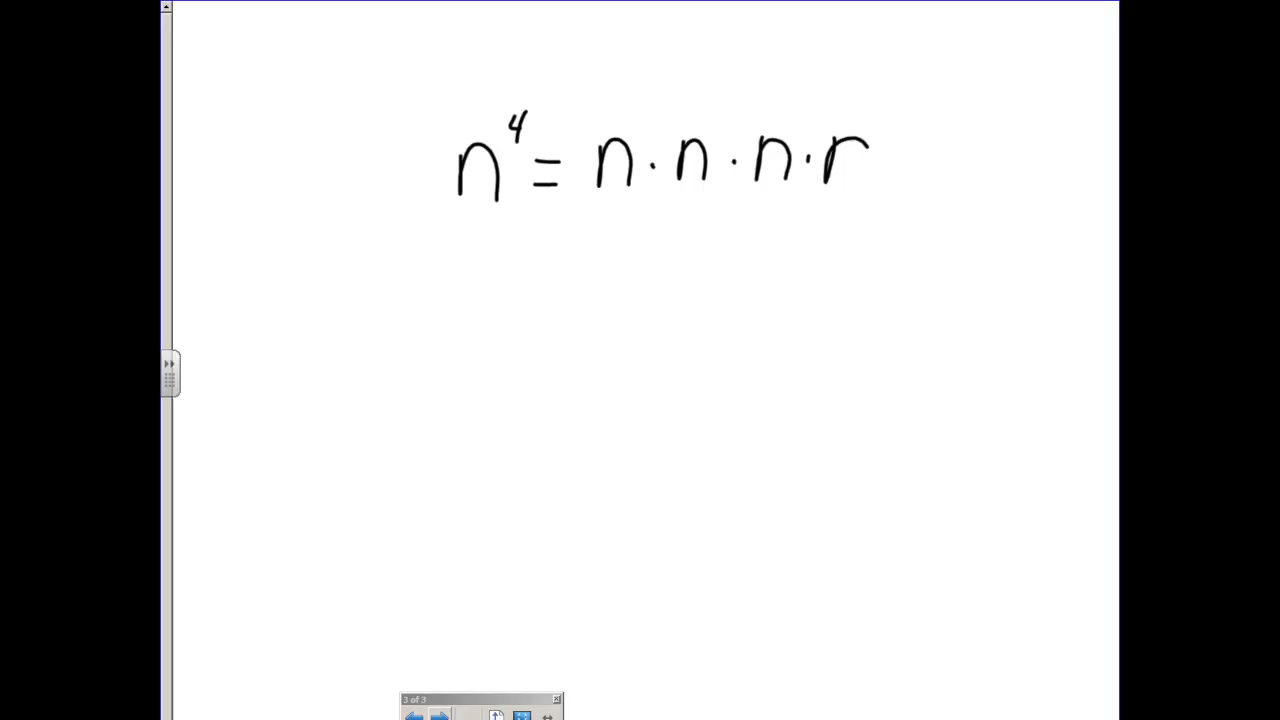 n⁴ = n · n · n · r
3 of 3